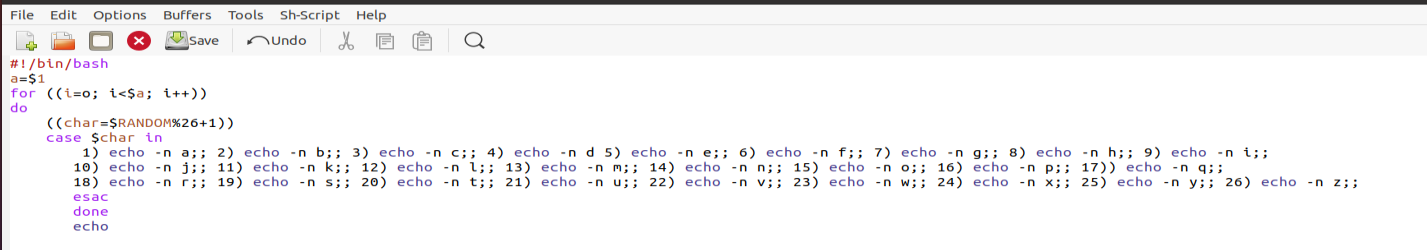 File Edit Options Buffers Tools Sh-Script Help
Save Undo
#!/bin/bash
a=$1
for ((i=o; i<$a; i++))
do
    ((char=$RANDOM%26+1))
    case $char in
        1) echo -n a;; 2) echo -n b;; 3) echo -n c;; 4) echo -n d 5) echo -n e;; 6) echo -n f;; 7) echo -n g;; 8) echo -n h;; 9) echo -n i;;
       10) echo -n j;; 11) echo -n k;; 12) echo -n l;; 13) echo -n m;; 14) echo -n n;; 15) echo -n o;; 16) echo -n p;; 17)) echo -n q;;
       18) echo -n r;; 19) echo -n s;; 20) echo -n t;; 21) echo -n u;; 22) echo -n v;; 23) echo -n w;; 24) echo -n x;; 25) echo -n y;; 26) echo -n z;;
       esac
       done
       echo